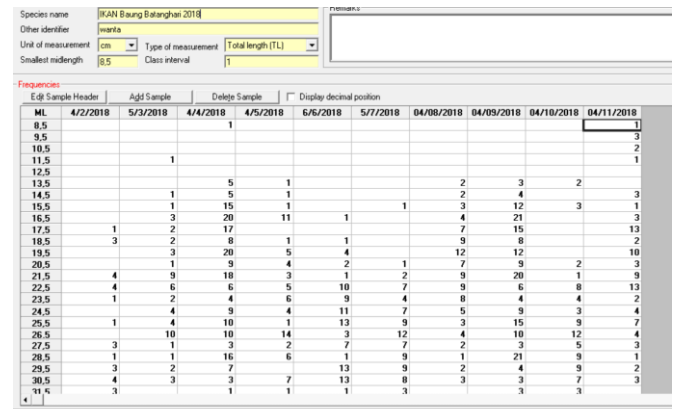 Species name IKAN Baung Batanghari 2018 Remarks
Other identifier wanta
Unit of measurement cm Type of measurement Total length (TL)
Smallest midlength 8,5 Class interval 1
Frequencies
Edit Sample Header Add Sample Delete Sample Display decimal position
ML 4/2/2018 5/3/2018 4/4/2018 4/5/2018 6/6/2018 5/7/2018 04/08/2018 04/09/2018 04/10/2018 04/11/2018
8,5 1 1
9,5 3
10,5 2
11,5 1 1
12,5
13,5 5 1 2 3 2
14,5 1 5 1 2 4 3
15,5 1 15 1 1 3 12 3 1
16,5 3 20 11 1 4 21 3
17,5 1 2 17 7 15 13
18,5 3 2 8 1 1 9 8 2
19,5 3 20 5 4 12 12 10
20,5 1 9 4 2 1 7 9 2 3
21,5 4 9 18 3 1 2 9 20 1 9
22,5 4 6 6 5 10 7 9 6 8 13
23,5 1 2 4 6 9 4 8 4 4 2
24,5 4 9 4 11 7 5 9 3 4
25,5 1 4 10 1 13 9 3 15 9 7
26,5 10 10 14 3 12 4 10 12 4
27,5 3 1 3 2 7 7 2 3 5 3
28,5 1 1 16 6 1 9 1 21 9 1
29,5 3 2 7 13 8 2 4 9 2
30,5 4 3 3 7 13 8 3 3 7 3
31,5 3 1 1 1 3 3 3